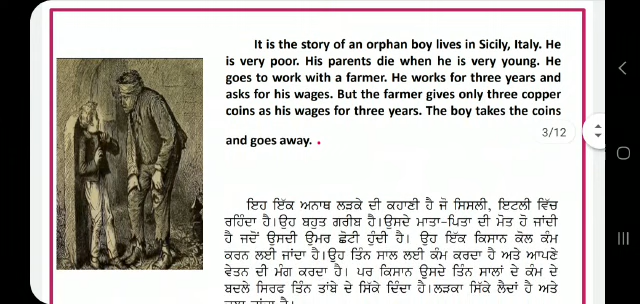 It is the story of an orphan boy lives in Sicily, Italy. He
is very poor. His parents die when he is very young. He
goes to work with a farmer. He works for three years and
asks for his wages. But the farmer gives only three copper
coins as his wages for three years. The boy takes the coins
and goes away. .
3/12
ਇਹ ਇੱਕ ਅਨਾਥ ਲੜਕੇ ਦੀ ਕਹਾਣੀ ਹੈ ਜੋ ਸਿਸਲੀ, ਇਟਲੀ ਵਿੱਚ
ਰਹਿੰਦਾ ਹੈ। ਉਹ ਬਹੁਤ ਗਰੀਬ ਹੈ। ਉਸਦੇ ਮਾਤਾ-ਪਿਤਾ ਦੀ ਮੋਤ ਹੋ ਜਾਂਦੀ
ਹੈ ਜਦੋਂ ਉਸਦੀ ਉਮਰ ਛੋਟੀ ਹੁੰਦੀ ਹੈ। ਉਹ ਇੱਕ ਕਿਸਾਨ ਕੋਲ ਕੰਮ
ਕਰਨ ਲਈ ਜਾਂਦਾ ਹੈ। ਉਹ ਤਿੰਨ ਸਾਲ ਲਈ ਕੰਮ ਕਰਦਾ ਹੈ ਅਤੇ ਆਪਣੇ
ਵੇਤਨ ਦੀ ਮੰਗ ਕਰਦਾ ਹੈ। ਪਰ ਕਿਸਾਨ ਉਸਦੇ ਤਿੰਨ ਸਾਲਾਂ ਦੇ ਕੰਮ ਦੇ
ਬਦਲੇ ਸਿਰਫ ਤਿੰਨ ਤਾਂਬੇ ਦੇ ਸਿੱਕੇ ਦਿੰਦਾ ਹੈ। ਲੜਕਾ ਸਿੱਕੇ ਲੈਂਦਾਂ ਹੈ ਅਤੇ